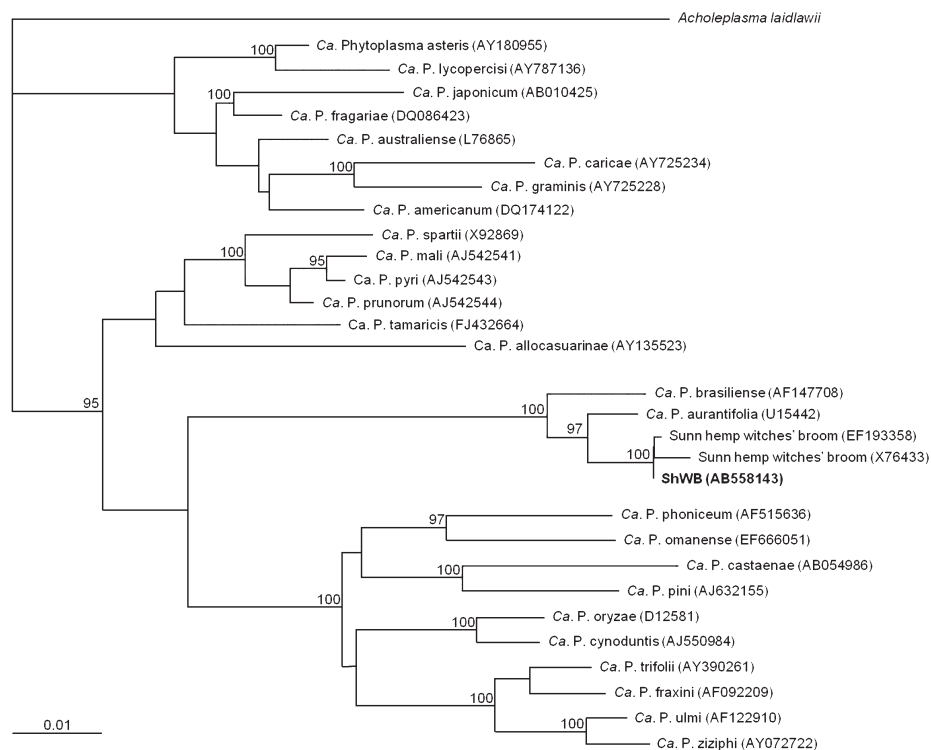 Acholeplasma laidlawii
100
Ca. Phytoplasma asteris (AY180955)
Ca. P. lycopercisi (AY787136)
100
Ca. P. japonicum (AB010425)
Ca. P. fragariae (DQ086423)
Ca. P. australiense (L76865)
100
Ca. P. caricae (AY725234)
Ca. P. graminis (AY725228)
Ca. P. americanum (DQ174122)
100
Ca. P. spartii (X92869)
95
Ca. P. mali (AJ542541)
Ca. P. pyri (AJ542543)
Ca. P. prunorum (AJ542544)
Ca. P. tamaricis (FJ432664)
Ca. P. allocasuarinae (AY135523)
95
100
Ca. P. brasiliense (AF147708)
Ca. P. aurantifolia (U15442)
97
Sunn hemp witches' broom (EF193358)
100
Sunn hemp witches' broom (X76433)
ShWB (AB558143)
97
Ca. P. phoniceum (AF515636)
Ca. P. omanense (EF666051)
100
Ca. P. castaenae (AB054986)
Ca. P. pini (AJ632155)
100
100
Ca. P. oryzae (D12581)
Ca. P. cynoduntis (AJ550984)
Ca. P. trifolii (AY390261)
100
Ca. P. fraxini (AF092209)
100
Ca. P. ulmi (AF122910)
Ca. P. ziziphi (AY072722)
0.01